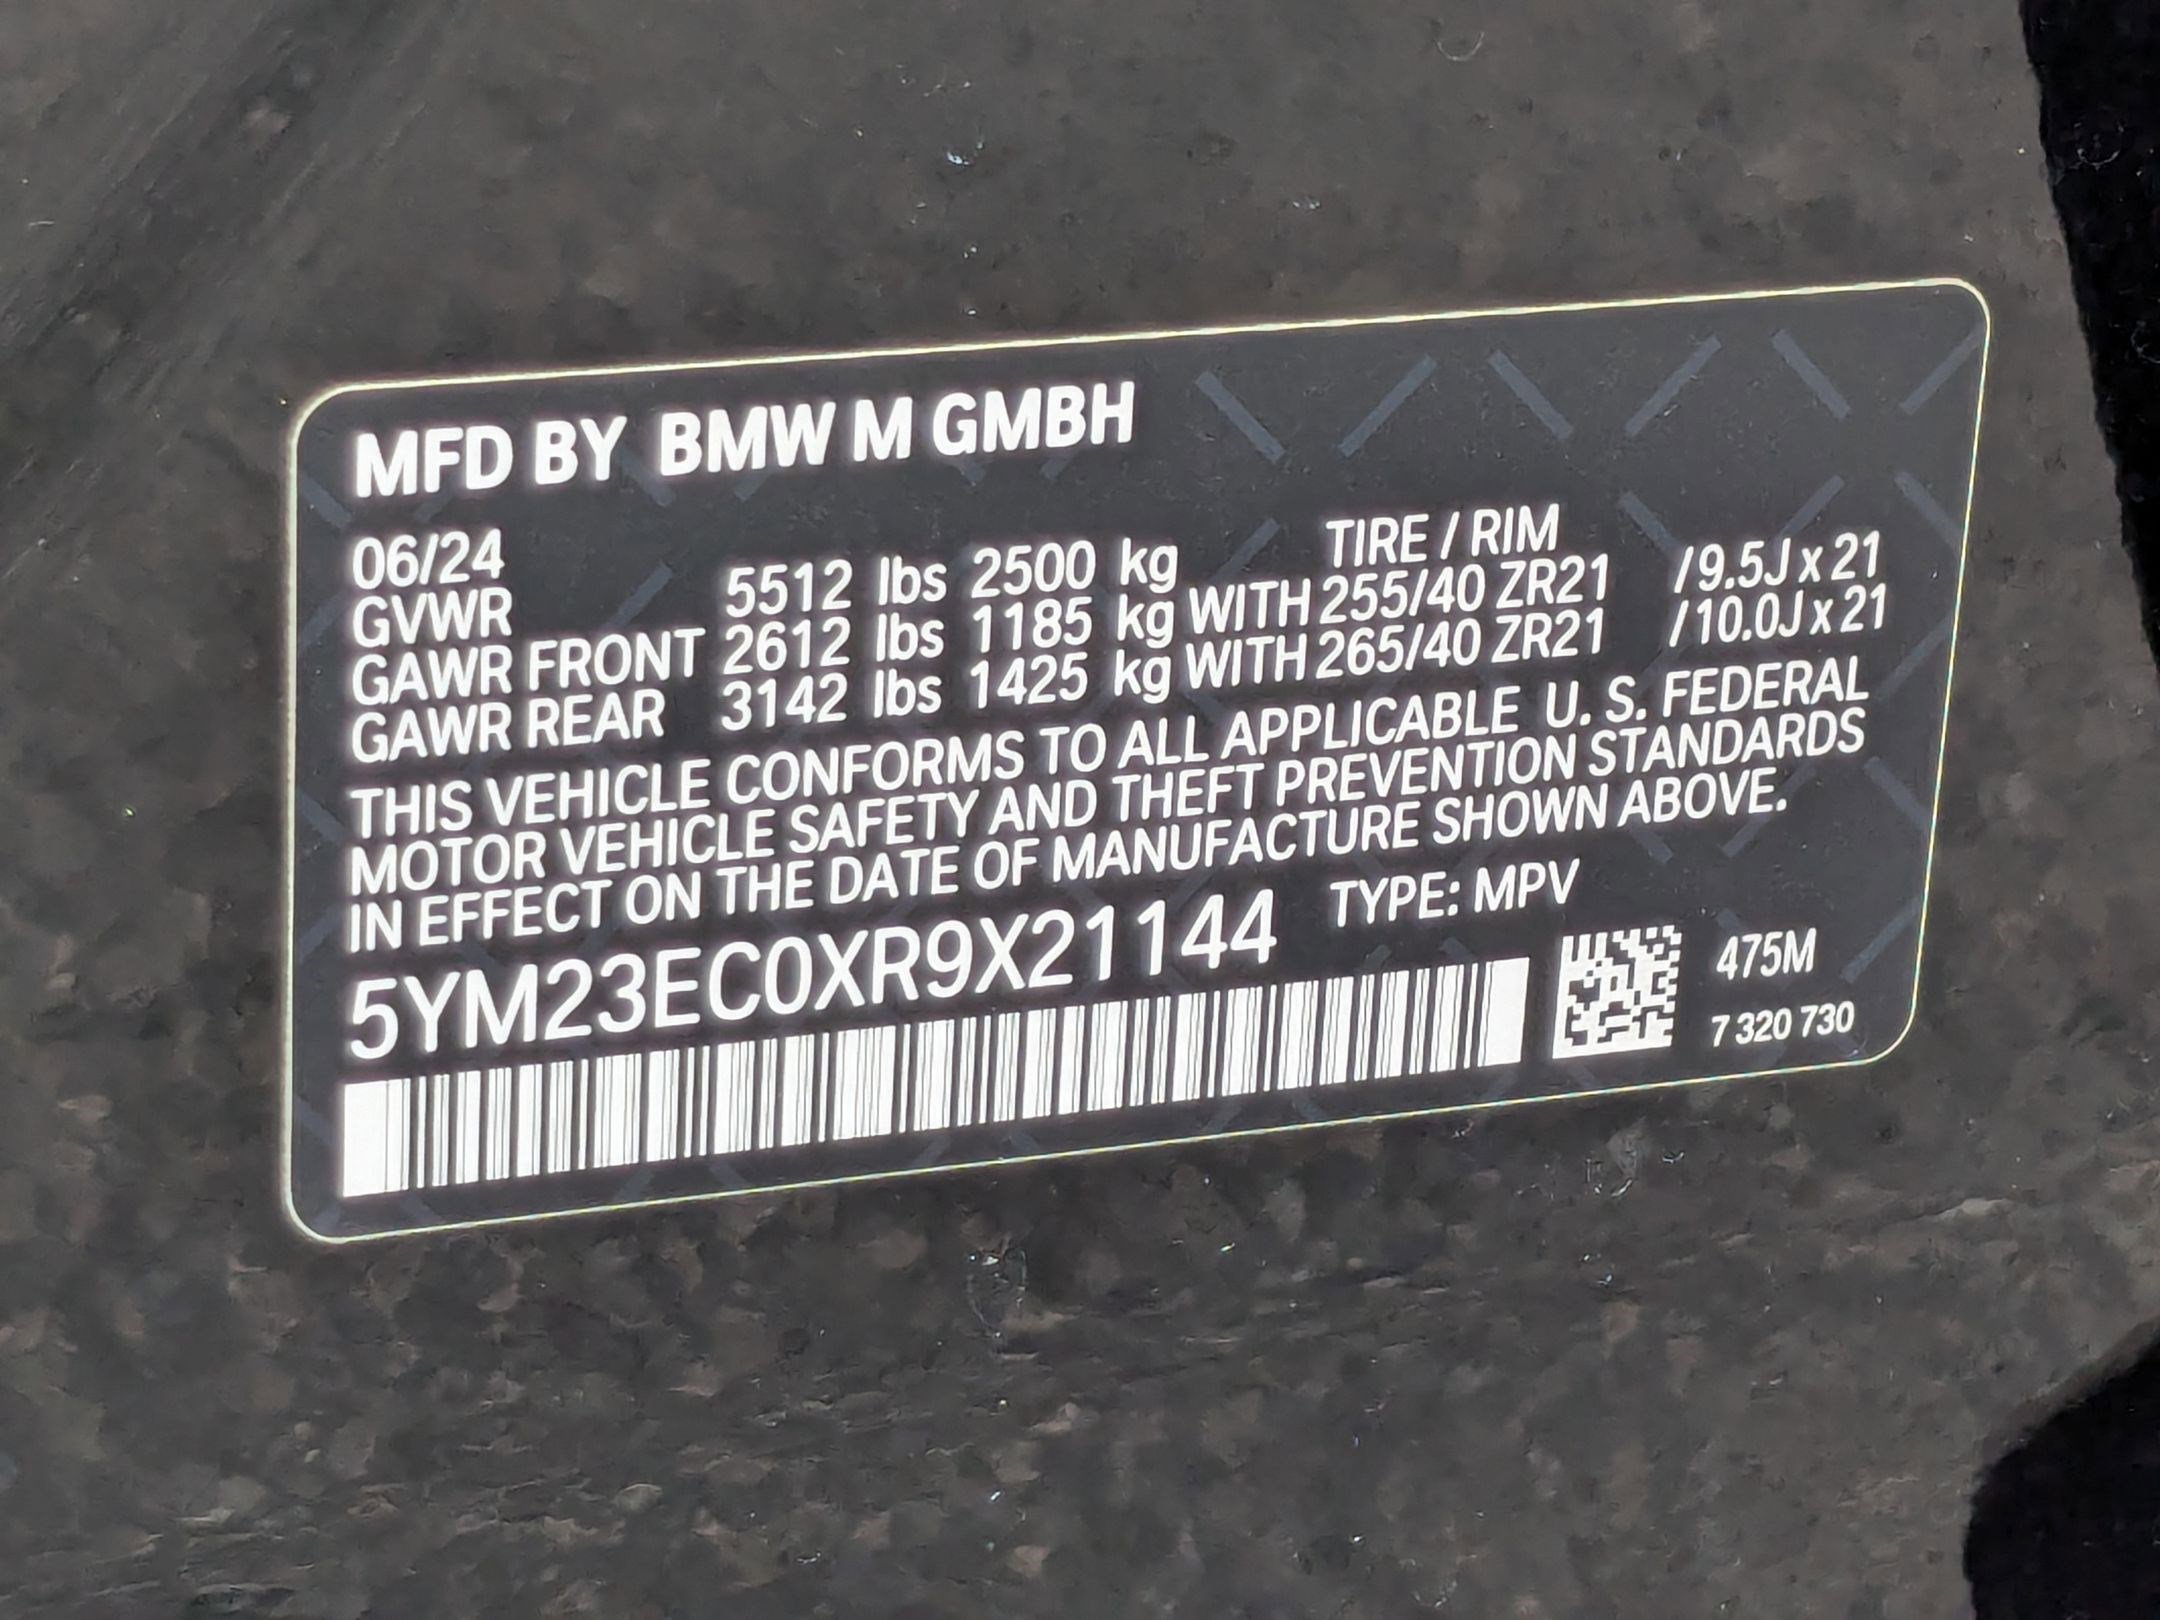 MFD BY BMW M GMBH
06/24 TIRE / RIM
GVWR 5512 lbs 2500 kg
GAWR FRONT 2612 lbs 1185 kg WITH 255/40 ZR21 /9.5J x 21
GAWR REAR 3142 lbs 1425 kg WITH 265/40 ZR21 /10.0J x 21
THIS VEHICLE CONFORMS TO ALL APPLICABLE U. S. FEDERAL
MOTOR VEHICLE SAFETY AND THEFT PREVENTION STANDARDS
IN EFFECT ON THE DATE OF MANUFACTURE SHOWN ABOVE.
5YM23EC0XR9X21144 TYPE: MPV
475M
7 320 730